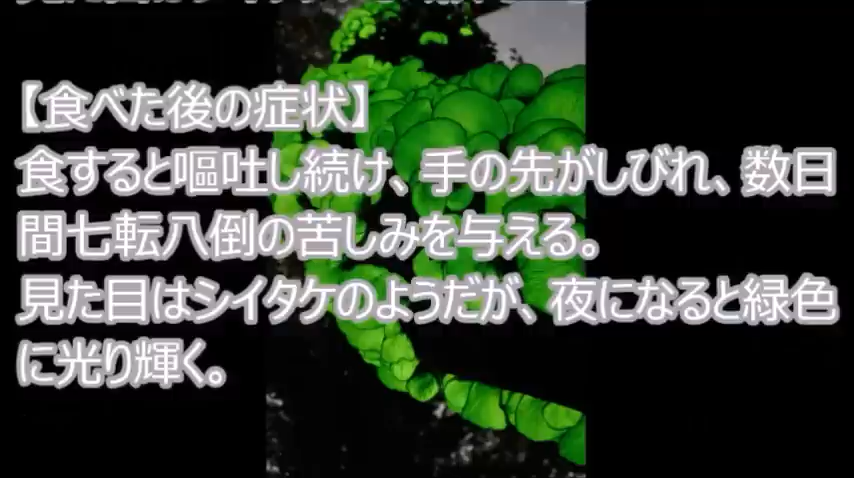 【食べた後の症状】
食すると嘔吐し続け、手の先がしびれ、数日
間七転八倒の苦しみを与える。
見た目はシイタケのようだが、夜になると緑色
に光り輝く。